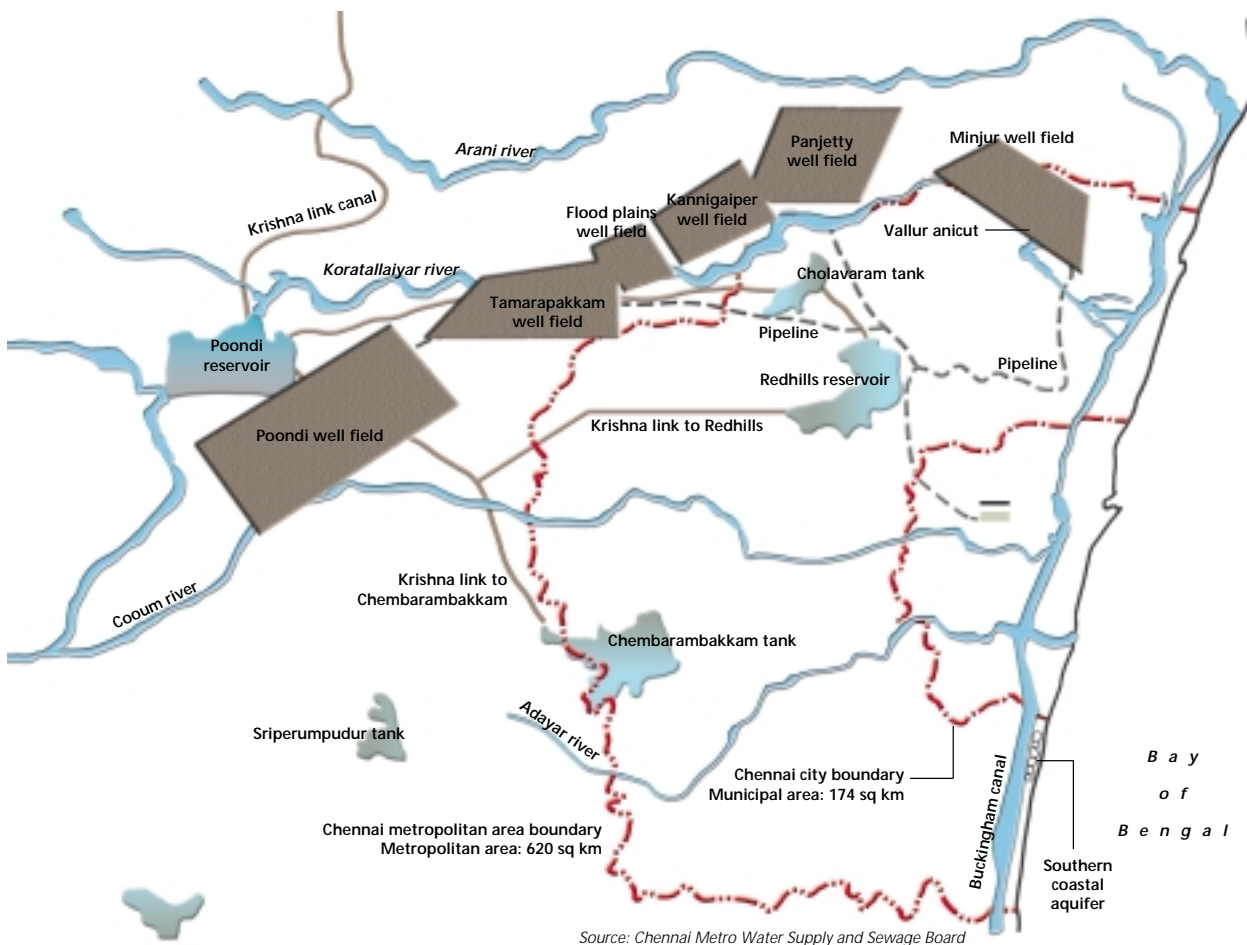 Arani river
Panjetty
well field
Minjur well field
Krishna link canal
Kannigaiper
well field
Flood plains
well field
Vallur anicut
Koratallaiyar river
Cholavaram tank
Tamarapakkam
well field
Pipeline
Poondi
reservoir
Pipeline
Redhills reservoir
Krishna link to Redhills
Poondi well field
Krishna link to
Chembarambakkam
Cooum river
Chembarambakkam tank
Sriperumpudur tank
Adayar river
Chennai city boundary
Municipal area: 174 sq km
Buckingham canal
Bay
of
Bengal
Chennai metropolitan area boundary
Metropolitan area: 620 sq km
Southern
coastal
aquifer
Source: Chennai Metro Water Supply and Sewage Board